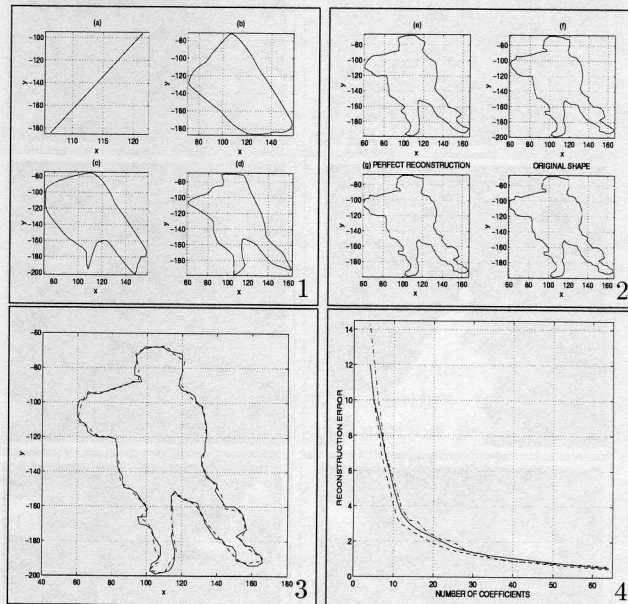 (a)
(b)
-100
-120
-140
-160
-180
110 115 120
y
x
-80
-100
-120
-140
-160
-180
80 100 120 140
y
x
(c)
(d)
-80
-100
-120
-140
-160
-180
-200
80 100 120 140
y
x
-80
-100
-120
-140
-160
-180
60 80 100 120 140 160
y
x
1
(e)
(f)
-80
-100
-120
-140
-160
-180
60 80 100 120 140 160
y
x
-80
-100
-120
-140
-160
-180
60 80 100 120 140 160
y
x
(g) PERFECT RECONSTRUCTION
ORIGINAL SHAPE
-80
-100
-120
-140
-160
-180
60 80 100 120 140 160
y
x
-80
-100
-120
-140
-160
-180
60 80 100 120 140 160
y
x
2
-60
-80
-100
-120
-140
-160
-180
-200
40 60 80 100 120 140 160 180
y
x
3
14
12
10
8
6
4
2
0
0 10 20 30 40 50 60
RECONSTRUCTION ERROR
NUMBER OF COEFFICIENTS
4